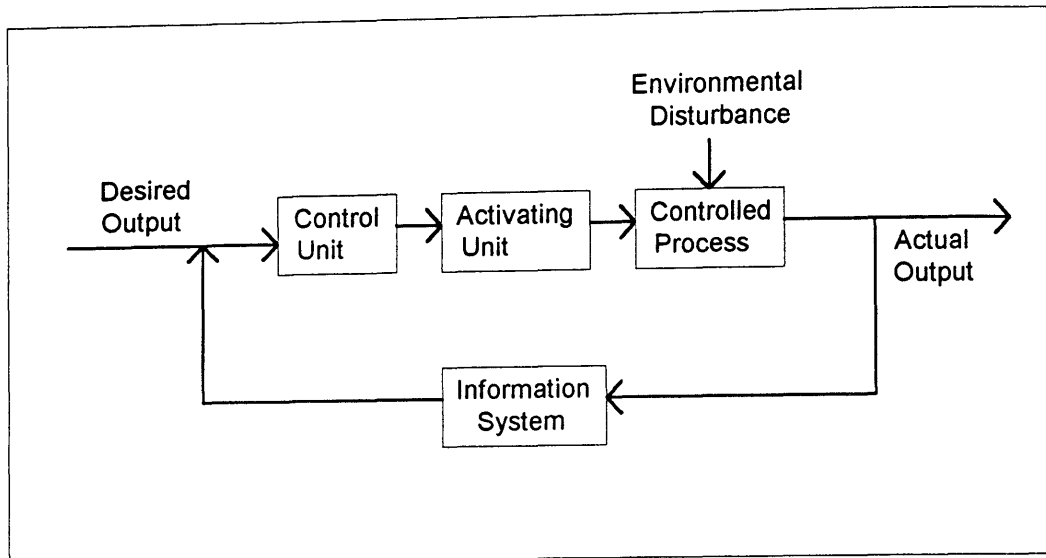 Environmental
Disturbance
Desired
Output
Control
Unit
Activating
Unit
Controlled
Process
Actual
Output
Information
System